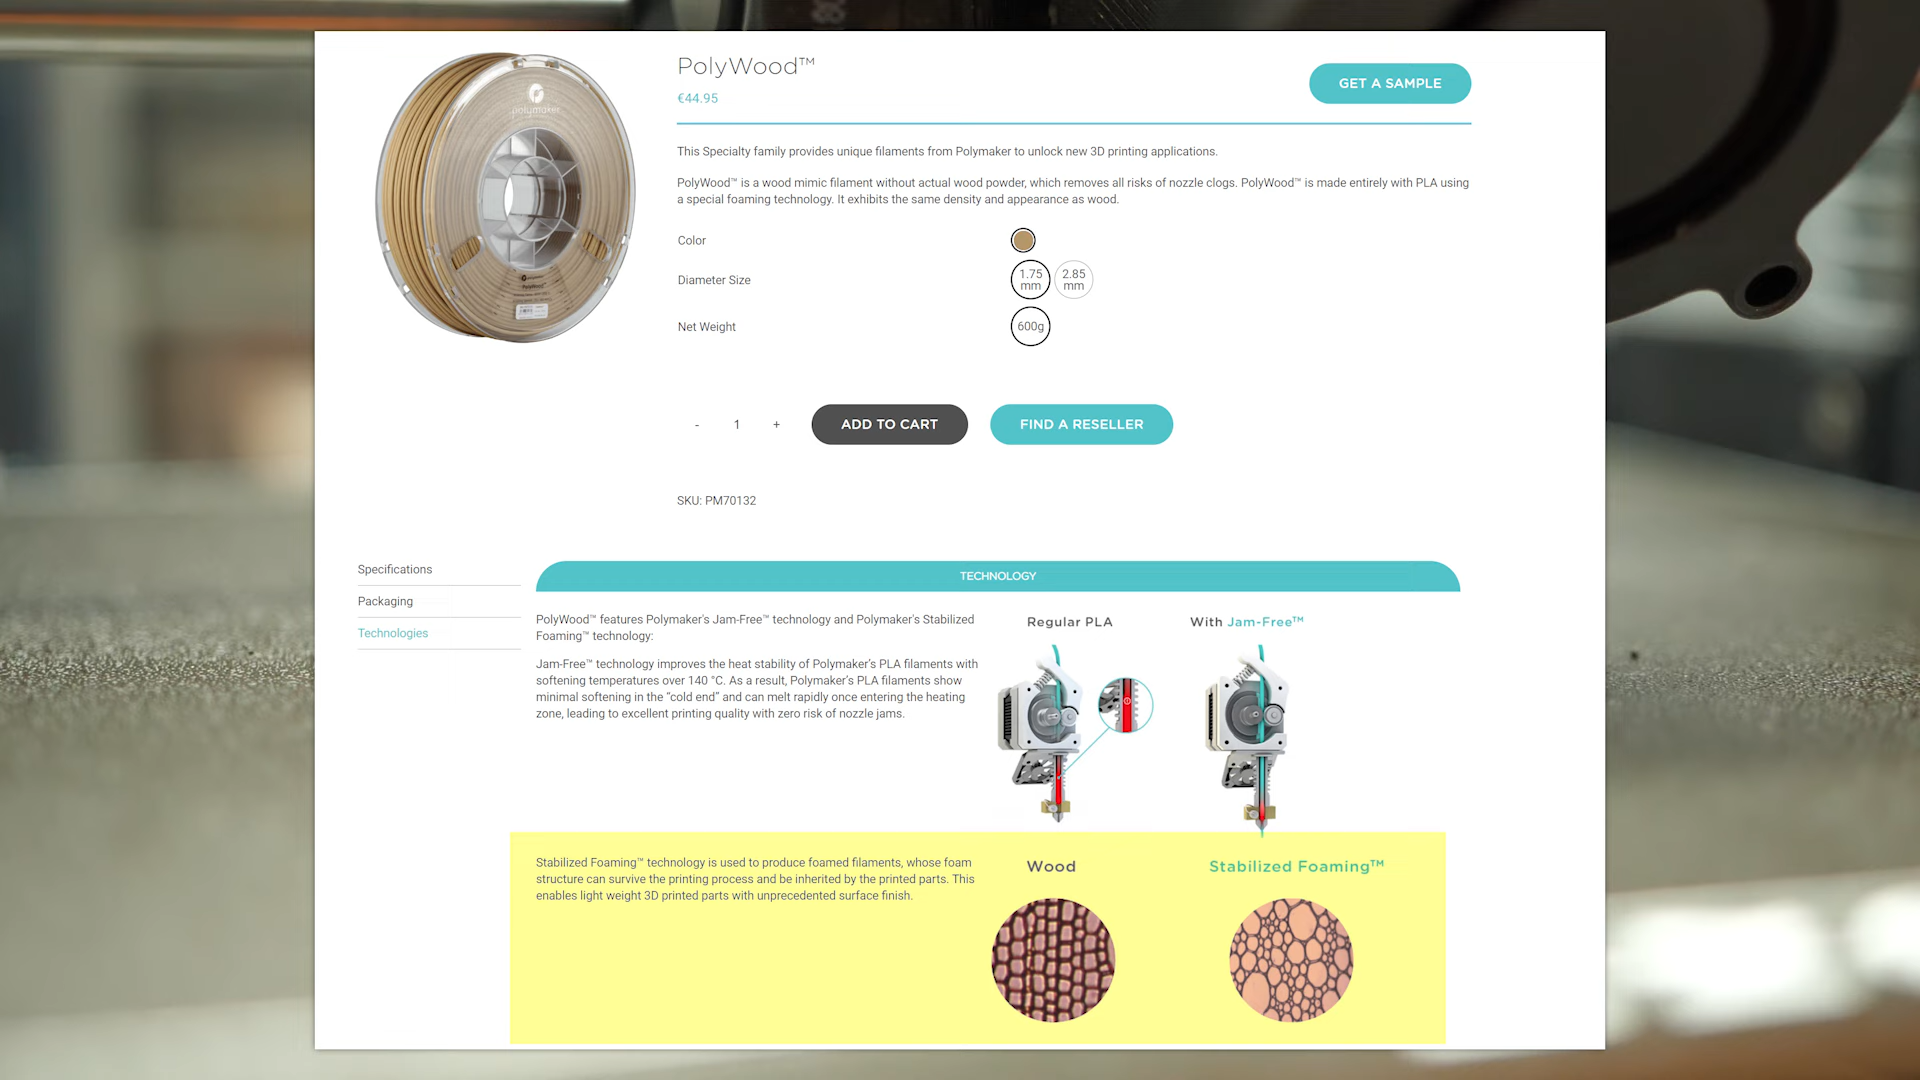 PolyWood™
€44.95
GET A SAMPLE
This Specialty family provides unique filaments from Polymaker to unlock new 3D printing applications.
PolyWood™ is a wood mimic filament without actual wood powder, which removes all risks of nozzle clogs. PolyWood™ is made entirely with PLA using
a special foaming technology. It exhibits the same density and appearance as wood.
polymaker
Color
Diameter Size
1.75
mm
2.85
mm
Net Weight
600g
- 1 +
ADD TO CART
FIND A RESELLER
SKU: PM70132
Specifications
Packaging
Technologies
TECHNOLOGY
PolyWood™ features Polymaker's Jam-Free™ technology and Polymaker's Stabilized
Foaming™ technology:
Jam-Free™ technology improves the heat stability of Polymaker's PLA filaments with
softening temperatures over 140 °C. As a result, Polymaker's PLA filaments show
minimal softening in the “cold end” and can melt rapidly once entering the heating
zone, leading to excellent printing quality with zero risk of nozzle jams.
Regular PLA
With Jam-Free™
Stabilized Foaming™ technology is used to produce foamed filaments, whose foam
structure can survive the printing process and be inherited by the printed parts. This
enables light weight 3D printed parts with unprecedented surface finish.
Wood
Stabilized Foaming™